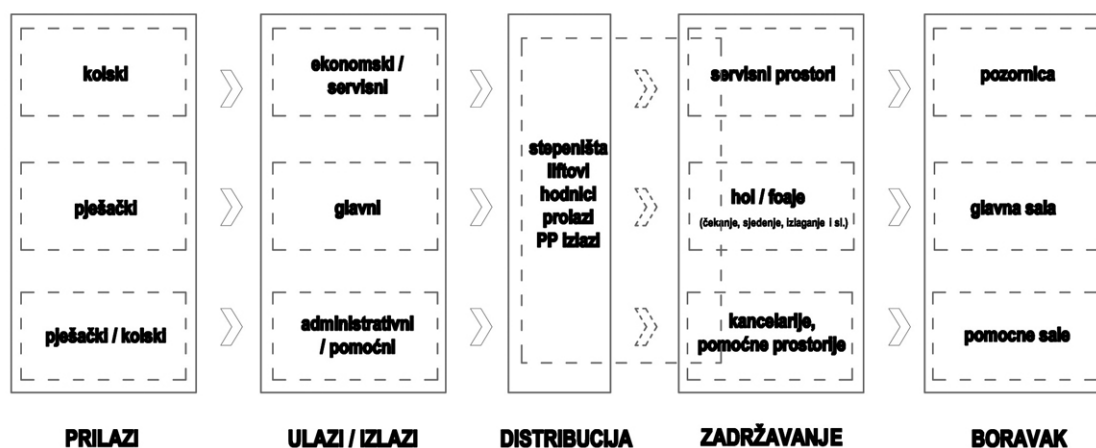 kolski
ekonomski /
servisni
stepeništa
liftovi
hodnici
prolazi
PP izlazi
servisni prostori
pozornica
pješački
glavni
hol / foaje
(čekanje, sjedenje, izlaganje i sl.)
glavna sala
pješački / kolski
administrativni
/ pomoćni
kancelarije,
pomoćne prostorije
pomocne sale
PRILAZI
ULAZI / IZLAZI
DISTRIBUCIJA
ZADRŽAVANJE
BORAVAK